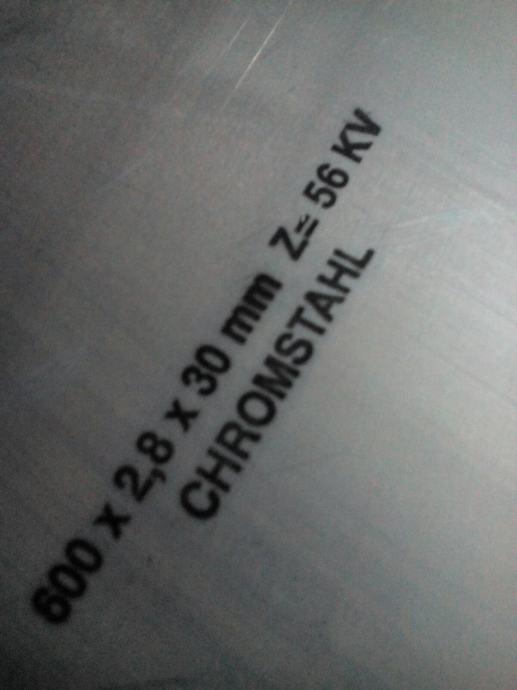 600 x 2,8 x 30 mm Z= 56 KV
CHROMSTAHL